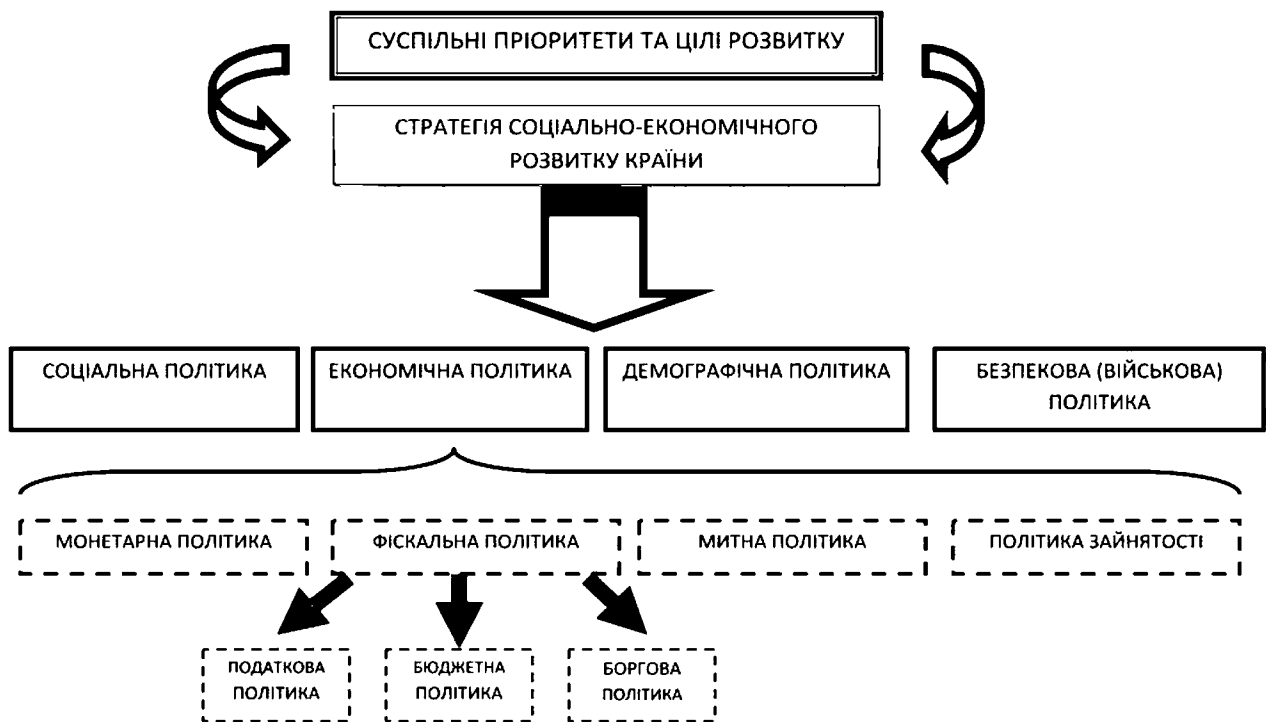 СУСПІЛЬНІ ПРІОРИТЕТИ ТА ЦІЛІ РОЗВИТКУ
СТРАТЕГІЯ СОЦІАЛЬНО-ЕКОНОМІЧНОГО
РОЗВИТКУ КРАЇНИ
СОЦІАЛЬНА ПОЛІТИКА
ЕКОНОМІЧНА ПОЛІТИКА
ДЕМОГРАФІЧНА ПОЛІТИКА
БЕЗПЕКОВА (ВІЙСЬКОВА)
ПОЛІТИКА
МОНЕТАРНА ПОЛІТИКА
ФІСКАЛЬНА ПОЛІТИКА
МИТНА ПОЛІТИКА
ПОЛІТИКА ЗАЙНЯТОСТІ
ПОДАТКОВА
ПОЛІТИКА
БЮДЖЕТНА
ПОЛІТИКА
БОРГОВА
ПОЛІТИКА